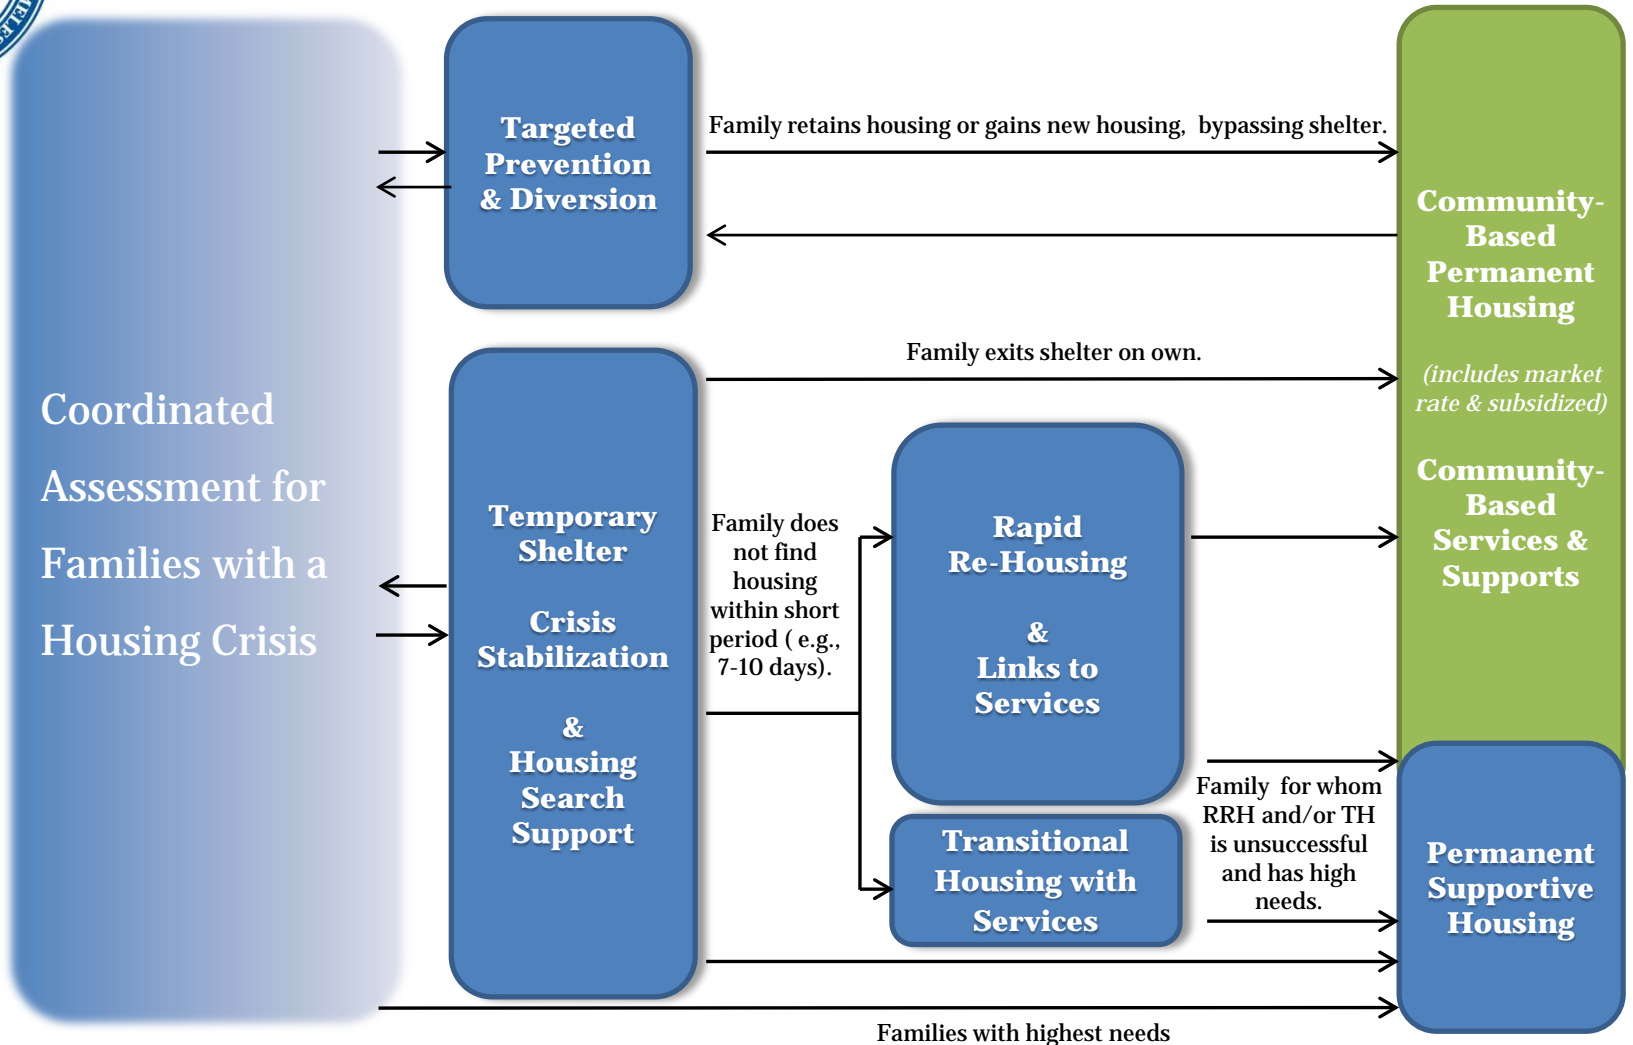 Coordinated
Assessment for
Families with a
Housing Crisis
Targeted
Prevention
& Diversion
Family retains housing or gains new housing,  bypassing shelter.
Family exits shelter on own.
Temporary
Shelter
Crisis
Stabilization
&
Housing
Search
Support
Family does
not find
housing
within short
period ( e.g.,
7-10 days).
Rapid
Re-Housing
&
Links to
Services
Transitional
Housing with
Services
Family  for whom
RRH and/or TH
is unsuccessful
and has high
needs.
Families with highest needs
Community-
Based
Permanent
Housing
(includes market
rate & subsidized)
Community-
Based
Services &
Supports
Permanent
Supportive
Housing